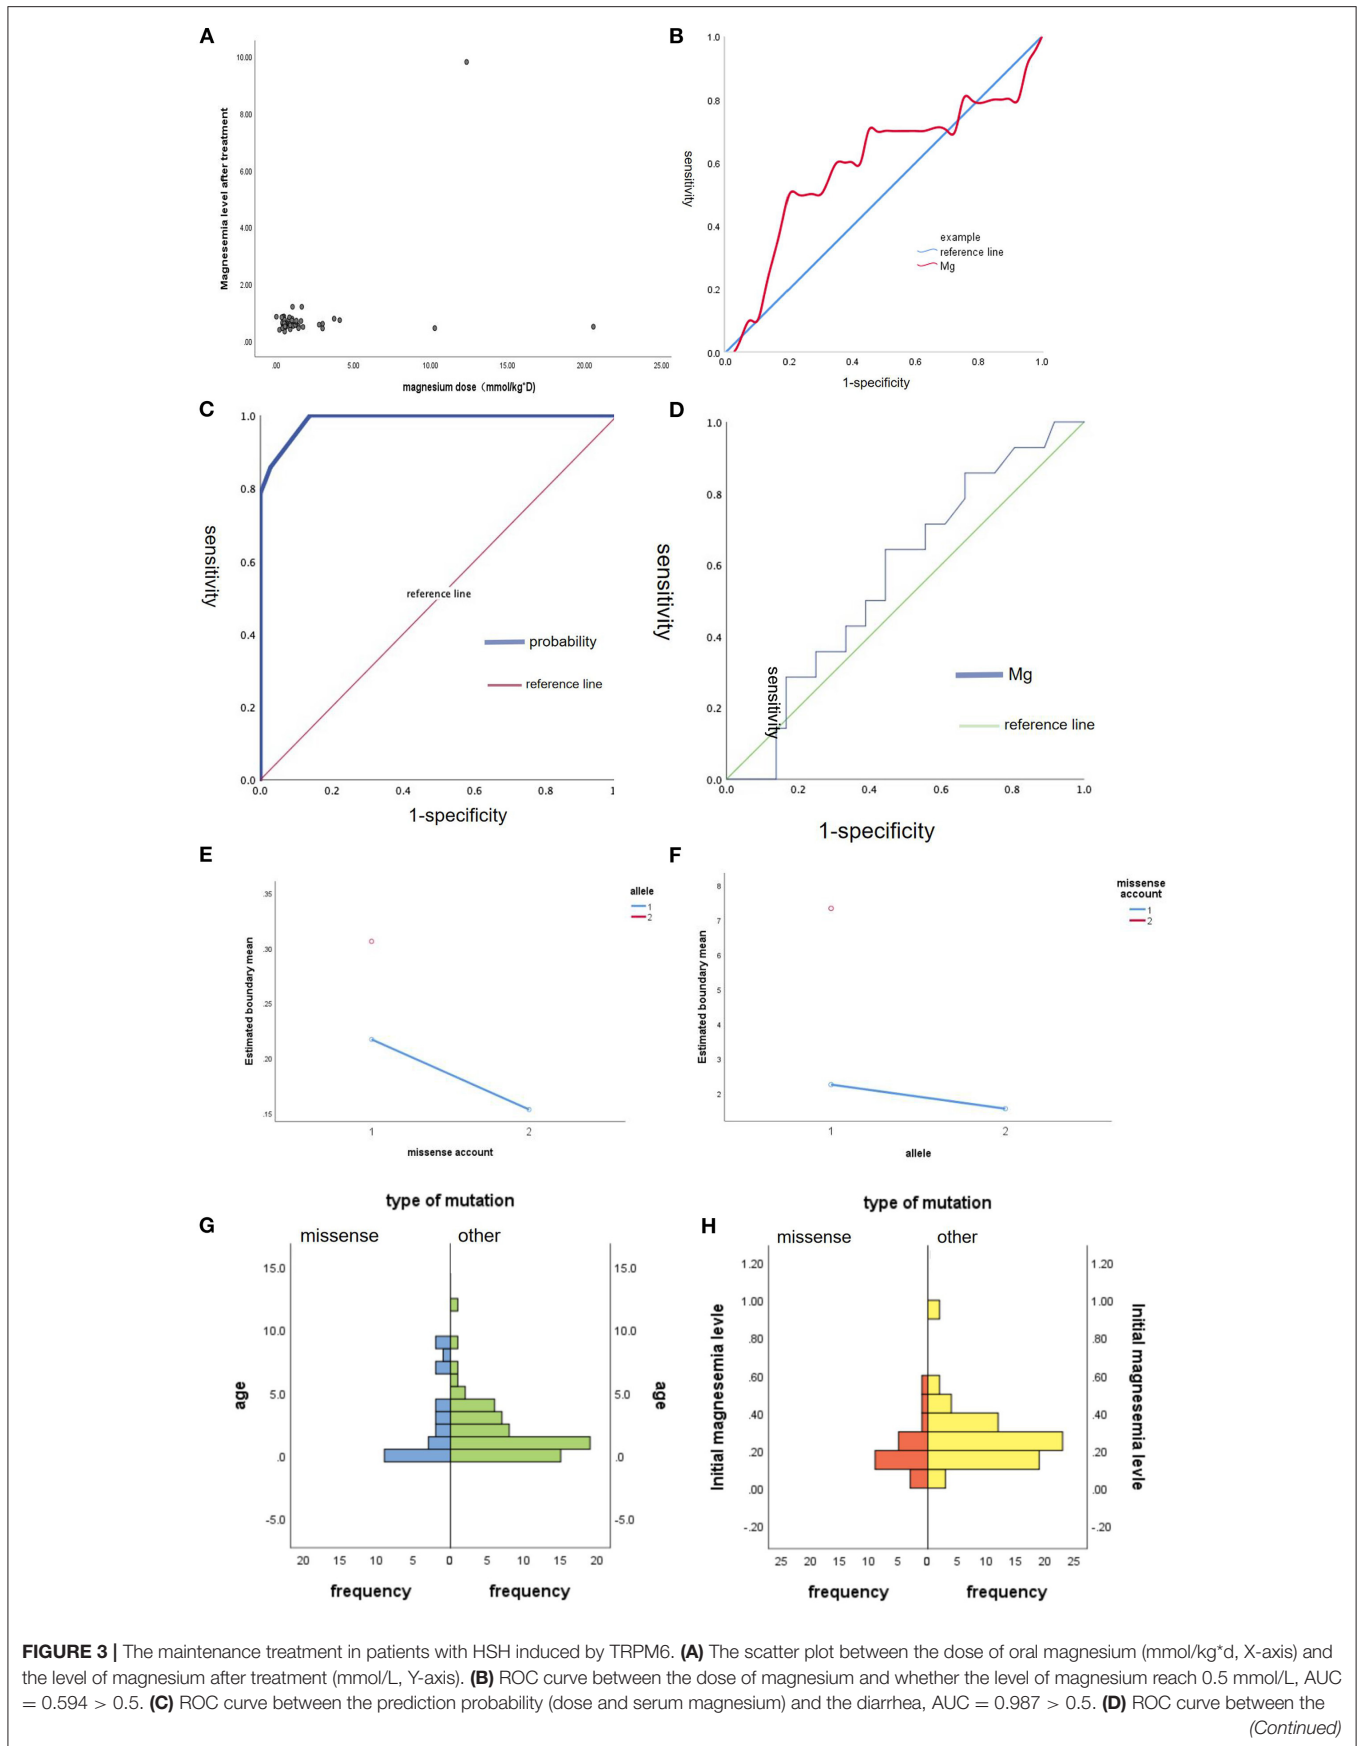 A
10.00
8.00
6.00
4.00
2.00
.00
Magnesemia level after treatment
.00 5.00 10.00 15.00 20.00 25.00
magnesium dose（mmol/kg*D)
B
1.0
0.8
0.6
0.4
0.2
0.0
sensitivity
example
reference line
Mg
0.0 0.2 0.4 0.6 0.8 1.0
1-specificity
C
1.0
0.8
0.6
0.4
0.2
0.0
sensitivity
reference line
probability
reference line
0.0 0.2 0.4 0.6 0.8 1
1-specificity
D
1.0
0.8
0.6
0.4
0.2
0.0
sensitivity
sensitivity
Mg
reference line
0.0 0.2 0.4 0.6 0.8 1.0
1-specificity
E
.35
.30
.25
.20
.15
Estimated boundary mean
allele
1
2
1 2
missense account
F
8
7
6
5
4
3
2
Estimated boundary mean
missense
account
1
2
1 2
allele
type of mutation
G
missense other
15.0 15.0
10.0 10.0
5.0 5.0
.0 .0
-5.0 -5.0
age age
20 15 10 5 0 5 10 15 20
frequency frequency
type of mutation
H
missense other
1.20 1.20
1.00 1.00
.80 .80
.60 .60
.40 .40
.20 .20
.00 .00
-.20 -.20
Initial magnesemia levle Initial magnesemia levle
25 20 15 10 5 0 5 10 15 20 25
frequency frequency
FIGURE 3 | The maintenance treatment in patients with HSH induced by TRPM6. (A) The scatter plot between the dose of oral magnesium (mmol/kg*d, X-axis) and
the level of magnesium after treatment (mmol/L, Y-axis). (B) ROC curve between the dose of magnesium and whether the level of magnesium reach 0.5 mmol/L, AUC
= 0.594 > 0.5. (C) ROC curve between the prediction probability (dose and serum magnesium) and the diarrhea, AUC = 0.987 > 0.5. (D) ROC curve between the
(Continued)